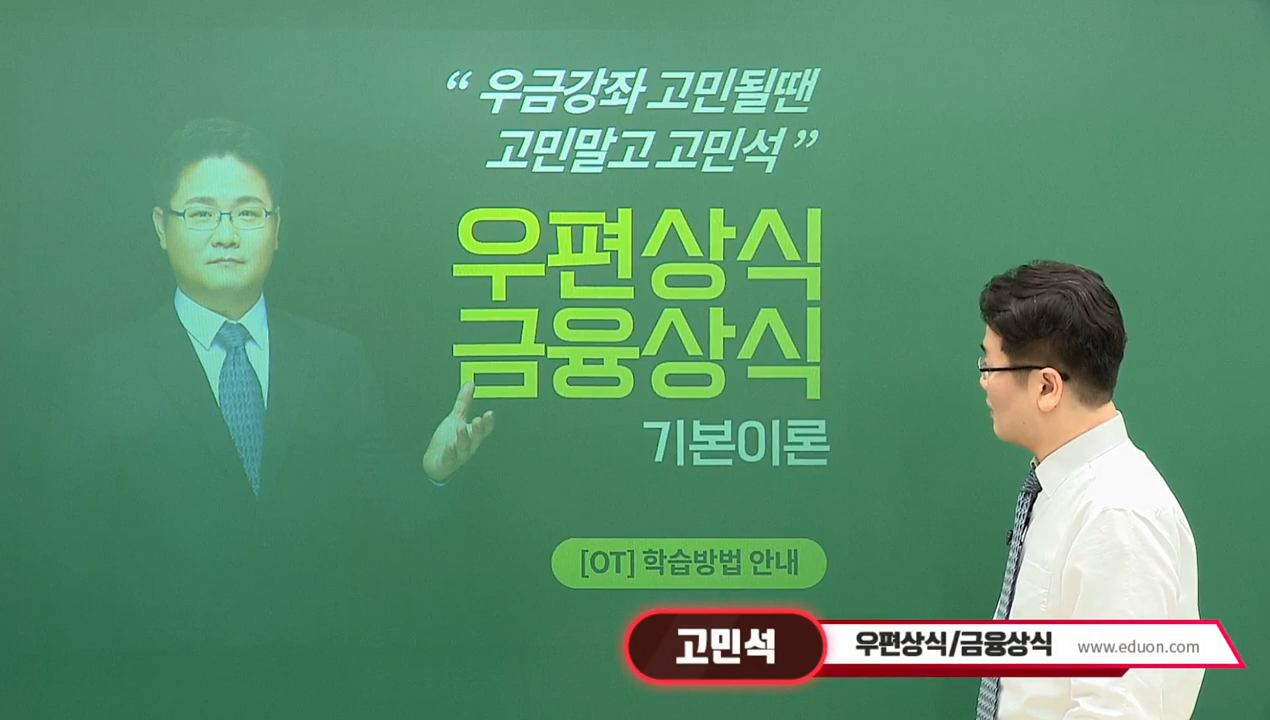 “ 우금강좌 고민될땐
고민말고 고민석 ”
우편상식
금융상식
기본이론
[OT] 학습방법 안내
고민석
우편상식/금융상식 www.eduon.com